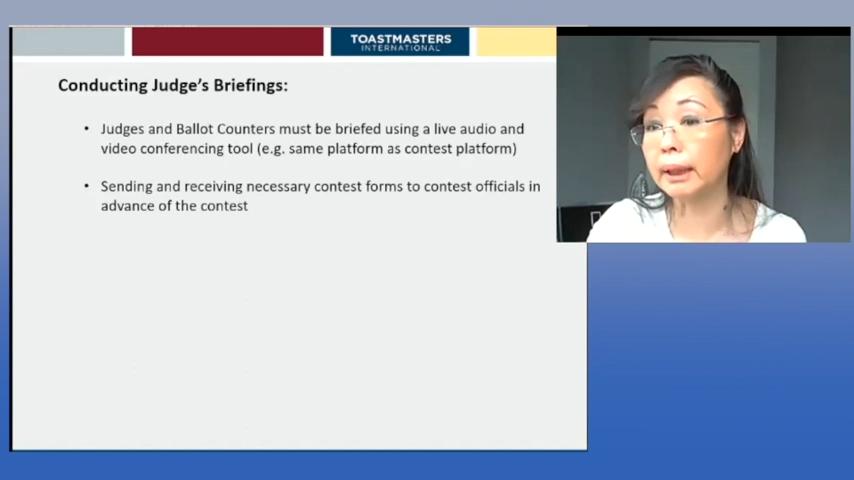 TOASTMASTERS
INTERNATIONAL
Conducting Judge's Briefings:
• Judges and Ballot Counters must be briefed using a live audio and
video conferencing tool (e.g. same platform as contest platform)
• Sending and receiving necessary contest forms to contest officials in
advance of the contest